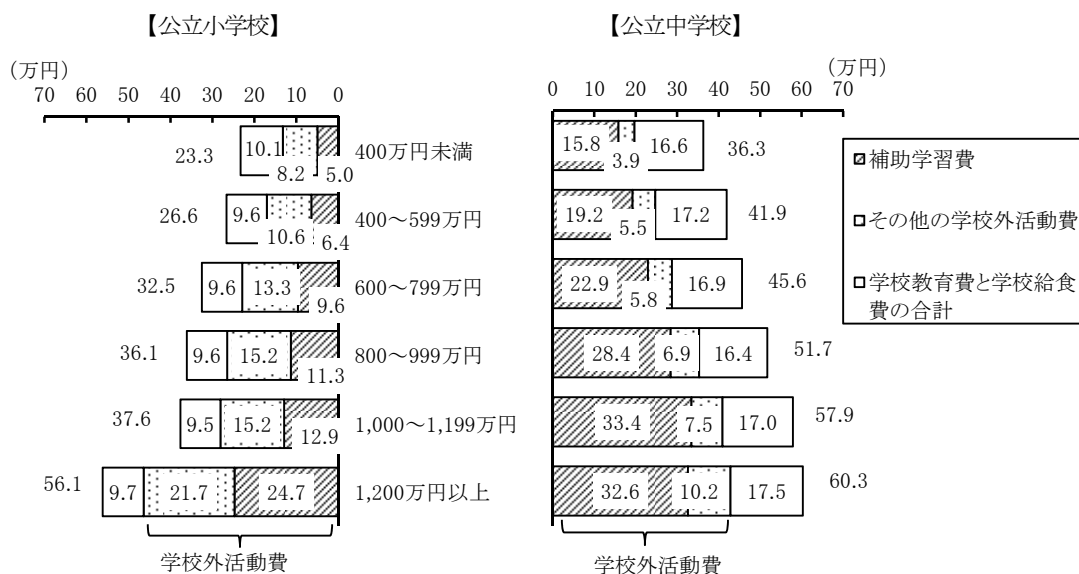 【公立小学校】
【公立中学校】
(万円)
70 60 50 40 30 20 10 0
(万円)
0 10 20 30 40 50 60 70
23.3 10.1 8.2 5.0 400万円未満 15.8 3.9 16.6 36.3
26.6 9.6 10.6 6.4 400～599万円 19.2 5.5 17.2 41.9
32.5 9.6 13.3 9.6 600～799万円 22.9 5.8 16.9 45.6
36.1 9.6 15.2 11.3 800～999万円 28.4 6.9 16.4 51.7
37.6 9.5 15.2 12.9 1,000～1,199万円 33.4 7.5 17.0 57.9
56.1 9.7 21.7 24.7 1,200万円以上 32.6 10.2 17.5 60.3
学校外活動費
学校外活動費
補助学習費
その他の学校外活動費
学校教育費と学校給食
費の合計